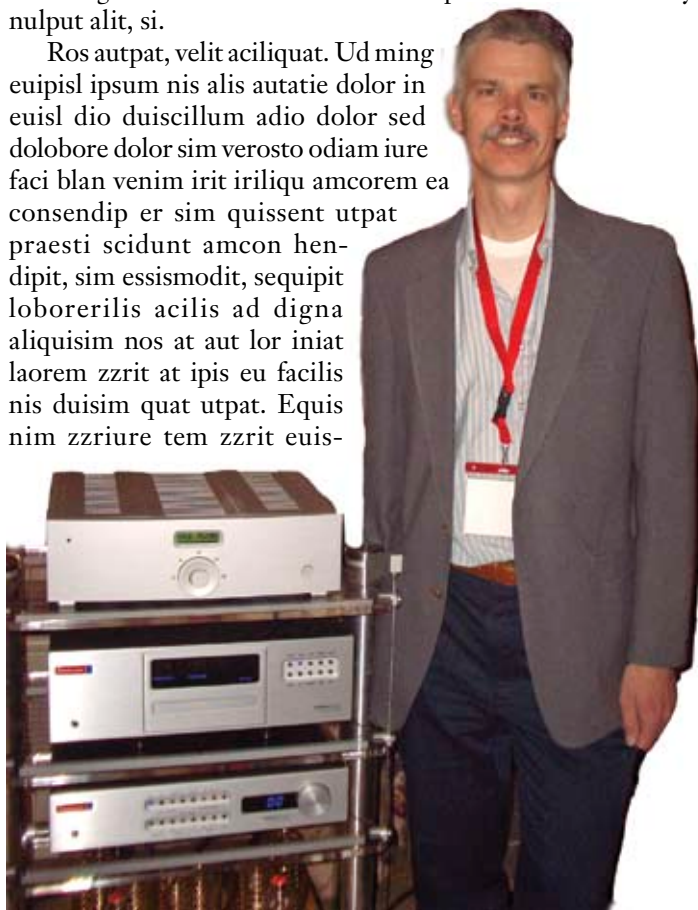 nulput alit, si.
Ros autpat, velit aciliquat. Ud ming
euipisl ipsum nis alis autatie dolor in
euisl dio duiscillum adio dolor sed
dolobore dolor sim verosto odiam iure
faci blan venim irit iriliqu amcorem ea
consendip er sim quissent utpat
praesti scidunt amcon hen-
dipit, sim essismodit, sequipit
loborerilis acilis ad digna
aliquisim nos at aut lor iniat
laorem zzrit at ipis eu facilis
nis duisim quat utpat. Equis
nim zzriure tem zzrit euis-